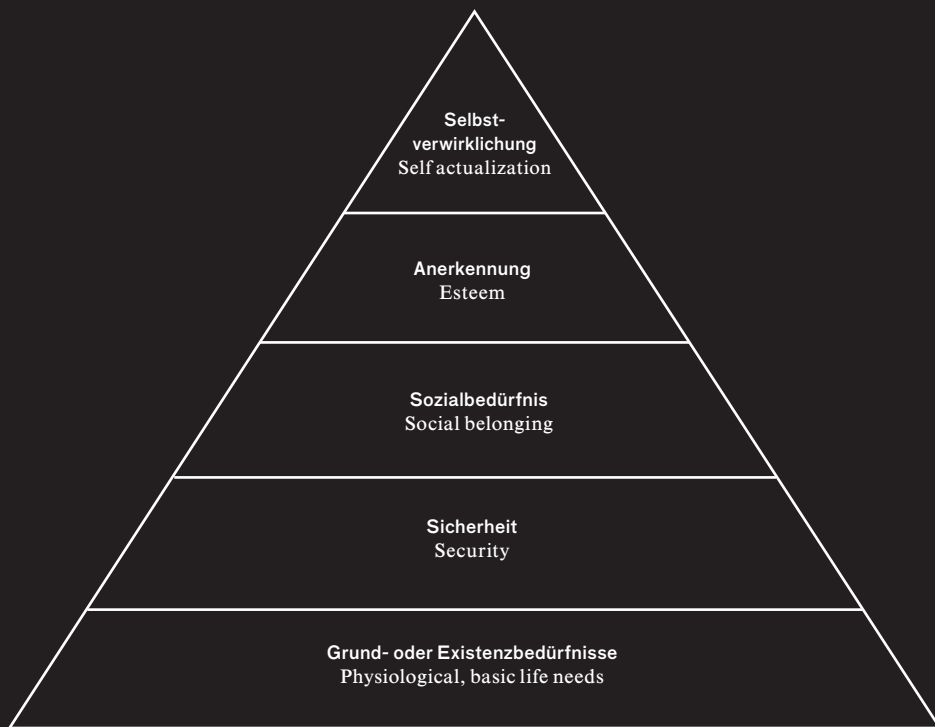 Selbst-
verwirklichung
Self actualization
Anerkennung
Esteem
Sozialbedürfnis
Social belonging
Sicherheit
Security
Grund- oder Existenzbedürfnisse
Physiological, basic life needs